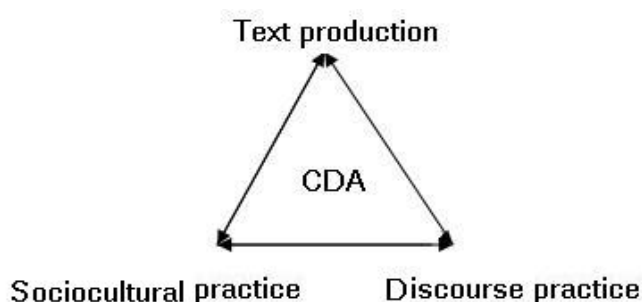 Text production
CDA
Sociocultural practice
Discourse practice